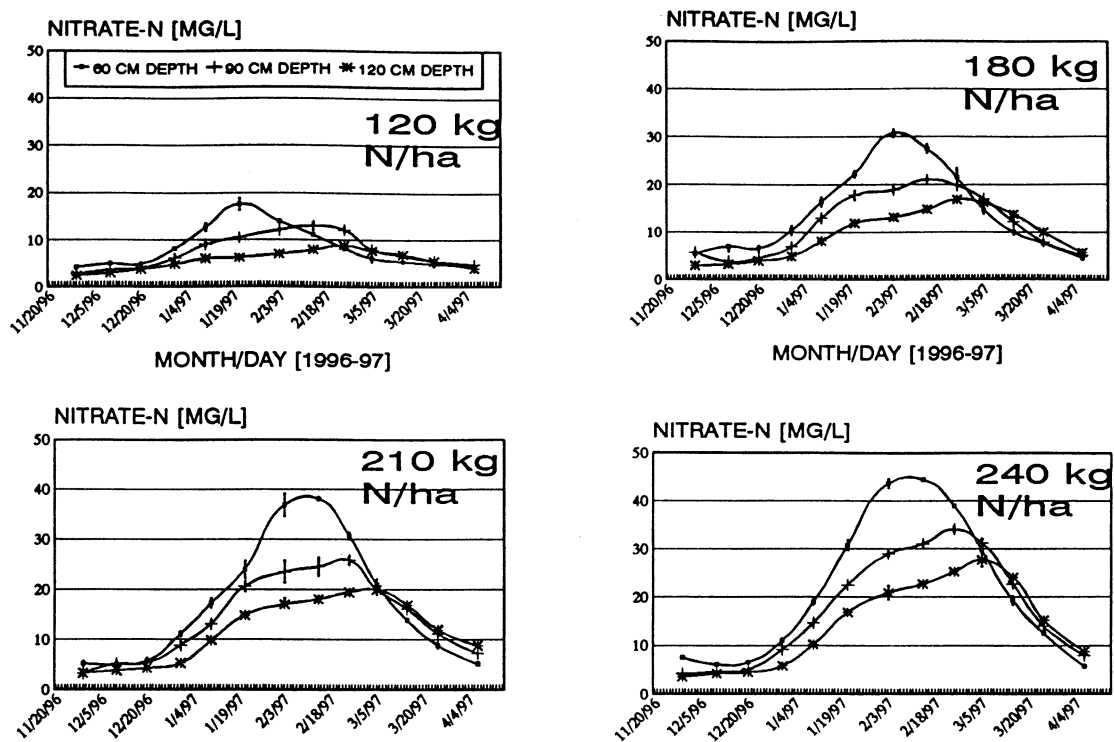 NITRATE-N [MG/L]
50
60 CM DEPTH 90 CM DEPTH 120 CM DEPTH
40
120 kg
N/ha
30
20
10
0
11/20/96 12/5/96 12/20/96 1/4/97 1/19/97 2/3/97 2/18/97 3/5/97 3/20/97 4/4/97
MONTH/DAY [1996-97]
NITRATE-N [MG/L]
50
180 kg
N/ha
40
30
20
10
0
11/20/96 12/5/96 12/20/96 1/4/97 1/19/97 2/3/97 2/18/97 3/5/97 3/20/97 4/4/97
MONTH/DAY [1996-97]
NITRATE-N [MG/L]
50
210 kg
N/ha
40
30
20
10
0
11/20/96 12/5/96 12/20/96 1/4/97 1/19/97 2/3/97 2/18/97 3/5/97 3/20/97 4/4/97
NITRATE-N [MG/L]
50
240 kg
N/ha
40
30
20
10
0
11/20/96 12/5/96 12/20/96 1/4/97 1/19/97 2/3/97 2/18/97 3/5/97 3/20/97 4/4/97